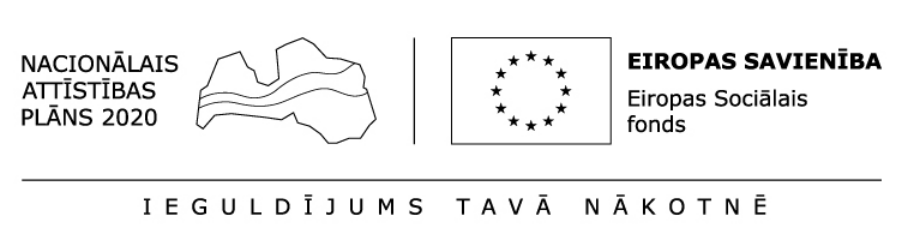 NACIONĀLAIS
ATTĪSTĪBAS
PLĀNS 2020
EIROPAS SAVIENĪBA
Eiropas Sociālais
fonds
IEGULDĪJUMS TAVĀ NĀKOTNĒ